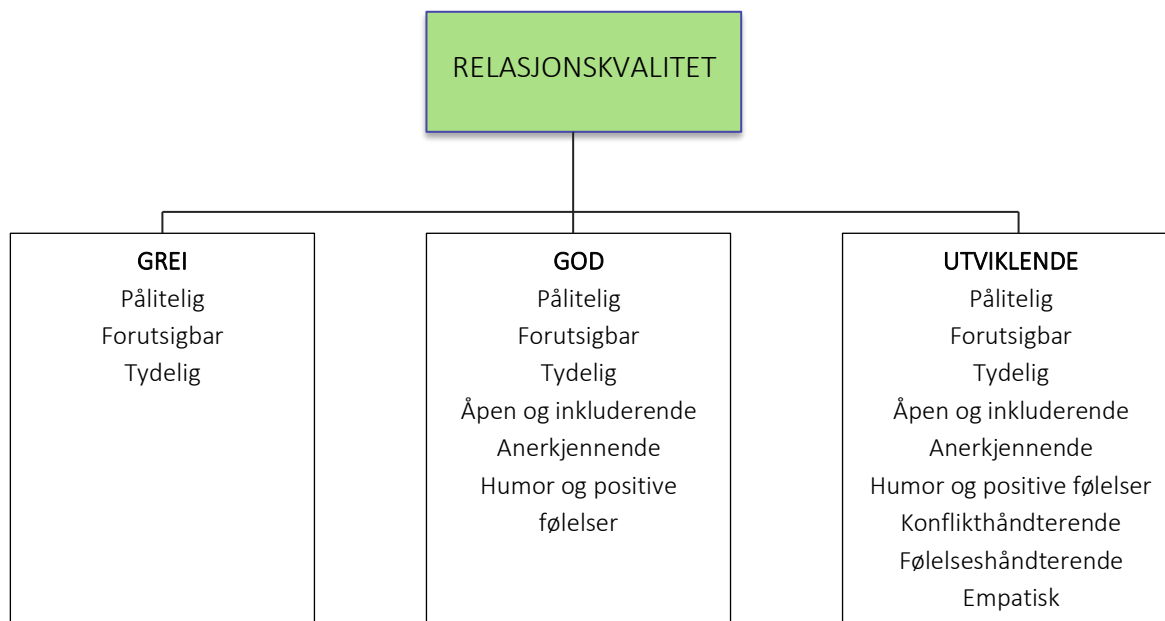 RELASJONSKVALITET
GREI
Pålitelig
Forutsigbar
Tydelig
GOD
Pålitelig
Forutsigbar
Tydelig
Åpen og inkluderende
Anerkjennende
Humor og positive
følelser
UTVIKLENDE
Pålitelig
Forutsigbar
Tydelig
Åpen og inkluderende
Anerkjennende
Humor og positive følelser
Konflikthåndterende
Følelseshåndterende
Empatisk